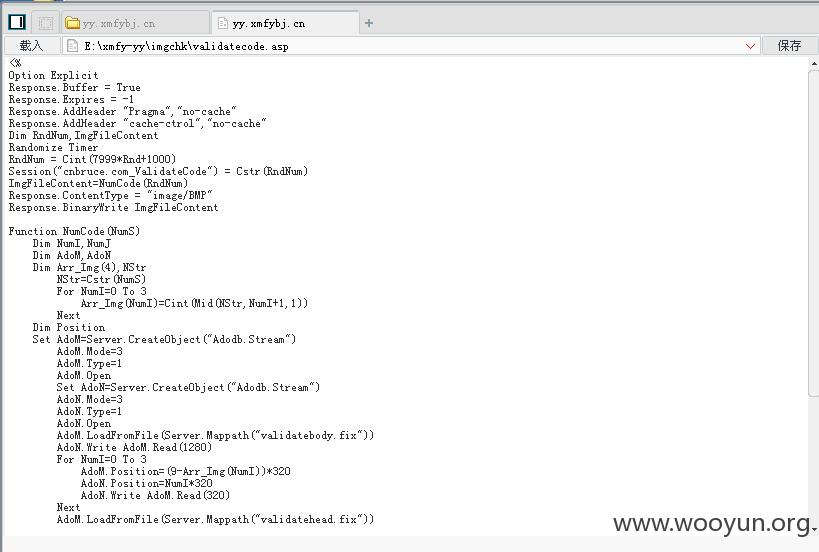 yy.xmfybj.cn
yy.xmfybj.cn
载入
E:\xmfy-yy\imgchk\validatecode.asp
保存
<%
Option Explicit
Response.Buffer = True
Response.Expires = -1
Response.AddHeader "Pragma","no-cache"
Response.AddHeader "cache-ctrol","no-cache"
Dim RndNum,ImgFileContent
Randomize Timer
RndNum = Cint(7999*Rnd+1000)
Session("cnbruce.com_ValidateCode") = Cstr(RndNum)
ImgFileContent=NumCode(RndNum)
Response.ContentType = "image/BMP"
Response.BinaryWrite ImgFileContent
Function NumCode(NumS)
Dim NumI,NumJ
Dim AdoM,AdoN
Dim Arr_Img(4),NStr
NStr=Cstr(NumS)
For NumI=0 To 3
Arr_Img(NumI)=Cint(Mid(NStr,NumI+1,1))
Next
Dim Position
Set AdoM=Server.CreateObject("Adodb.Stream")
AdoM.Mode=3
AdoM.Type=1
AdoM.Open
Set AdoN=Server.CreateObject("Adodb.Stream")
AdoN.Mode=3
AdoN.Type=1
AdoN.Open
AdoM.LoadFromFile(Server.Mappath("validatebody.fix"))
AdoN.Write AdoM.Read(1280)
For NumI=0 To 3
AdoM.Position=(9-Arr_Img(NumI))*320
AdoN.Position=NumI*320
AdoN.Write AdoM.Read(320)
Next
AdoM.LoadFromFile(Server.Mappath("validatehead.fix"))
www.wooyun.org